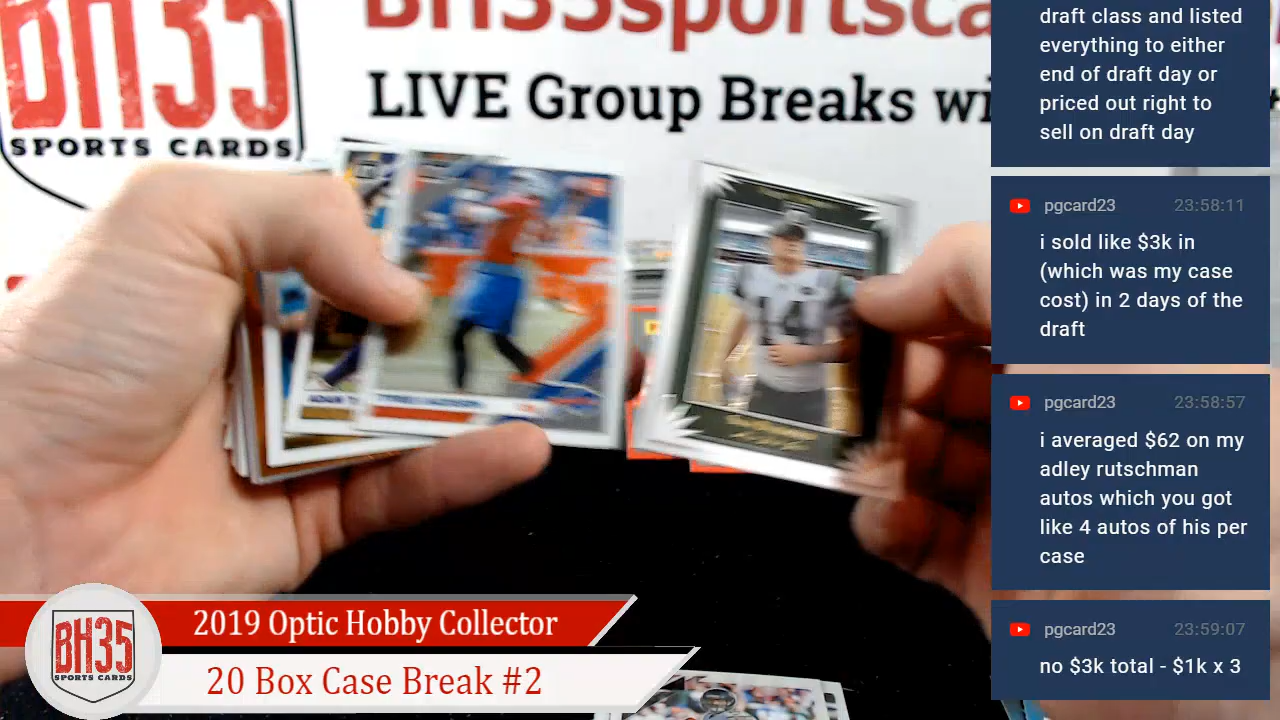 BH35sportsca
BH35
SPORTS CARDS
LIVE Group Breaks wi
14
draft class and listed
everything to either
end of draft day or
priced out right to
sell on draft day
pgcard23 23:58:11
i sold like $3k in
(which was my case
cost) in 2 days of the
draft
pgcard23 23:58:57
i averaged $62 on my
adley rutschman
autos which you got
like 4 autos of his per
case
pgcard23 23:59:07
no $3k total - $1k x 3
2019 Optic Hobby Collector
20 Box Case Break #2
BH35
SPORTS CARDS